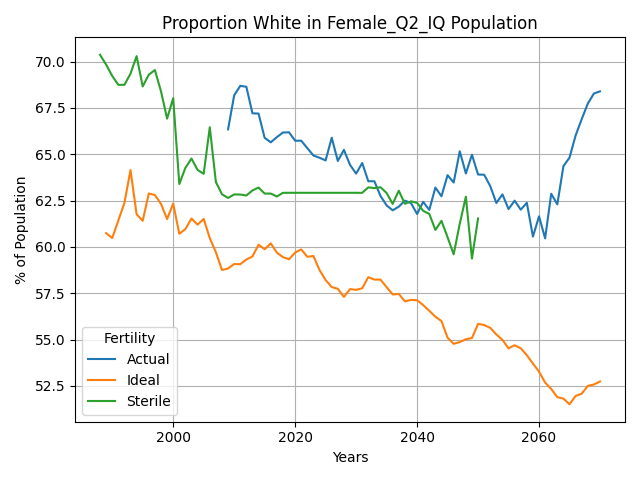 Proportion White in Female_Q2_IQ Population
% of Population
70.0
67.5
65.0
62.5
60.0
57.5
55.0
52.5
Fertility
Actual
Ideal
Sterile
2000
2020
2040
2060
Years